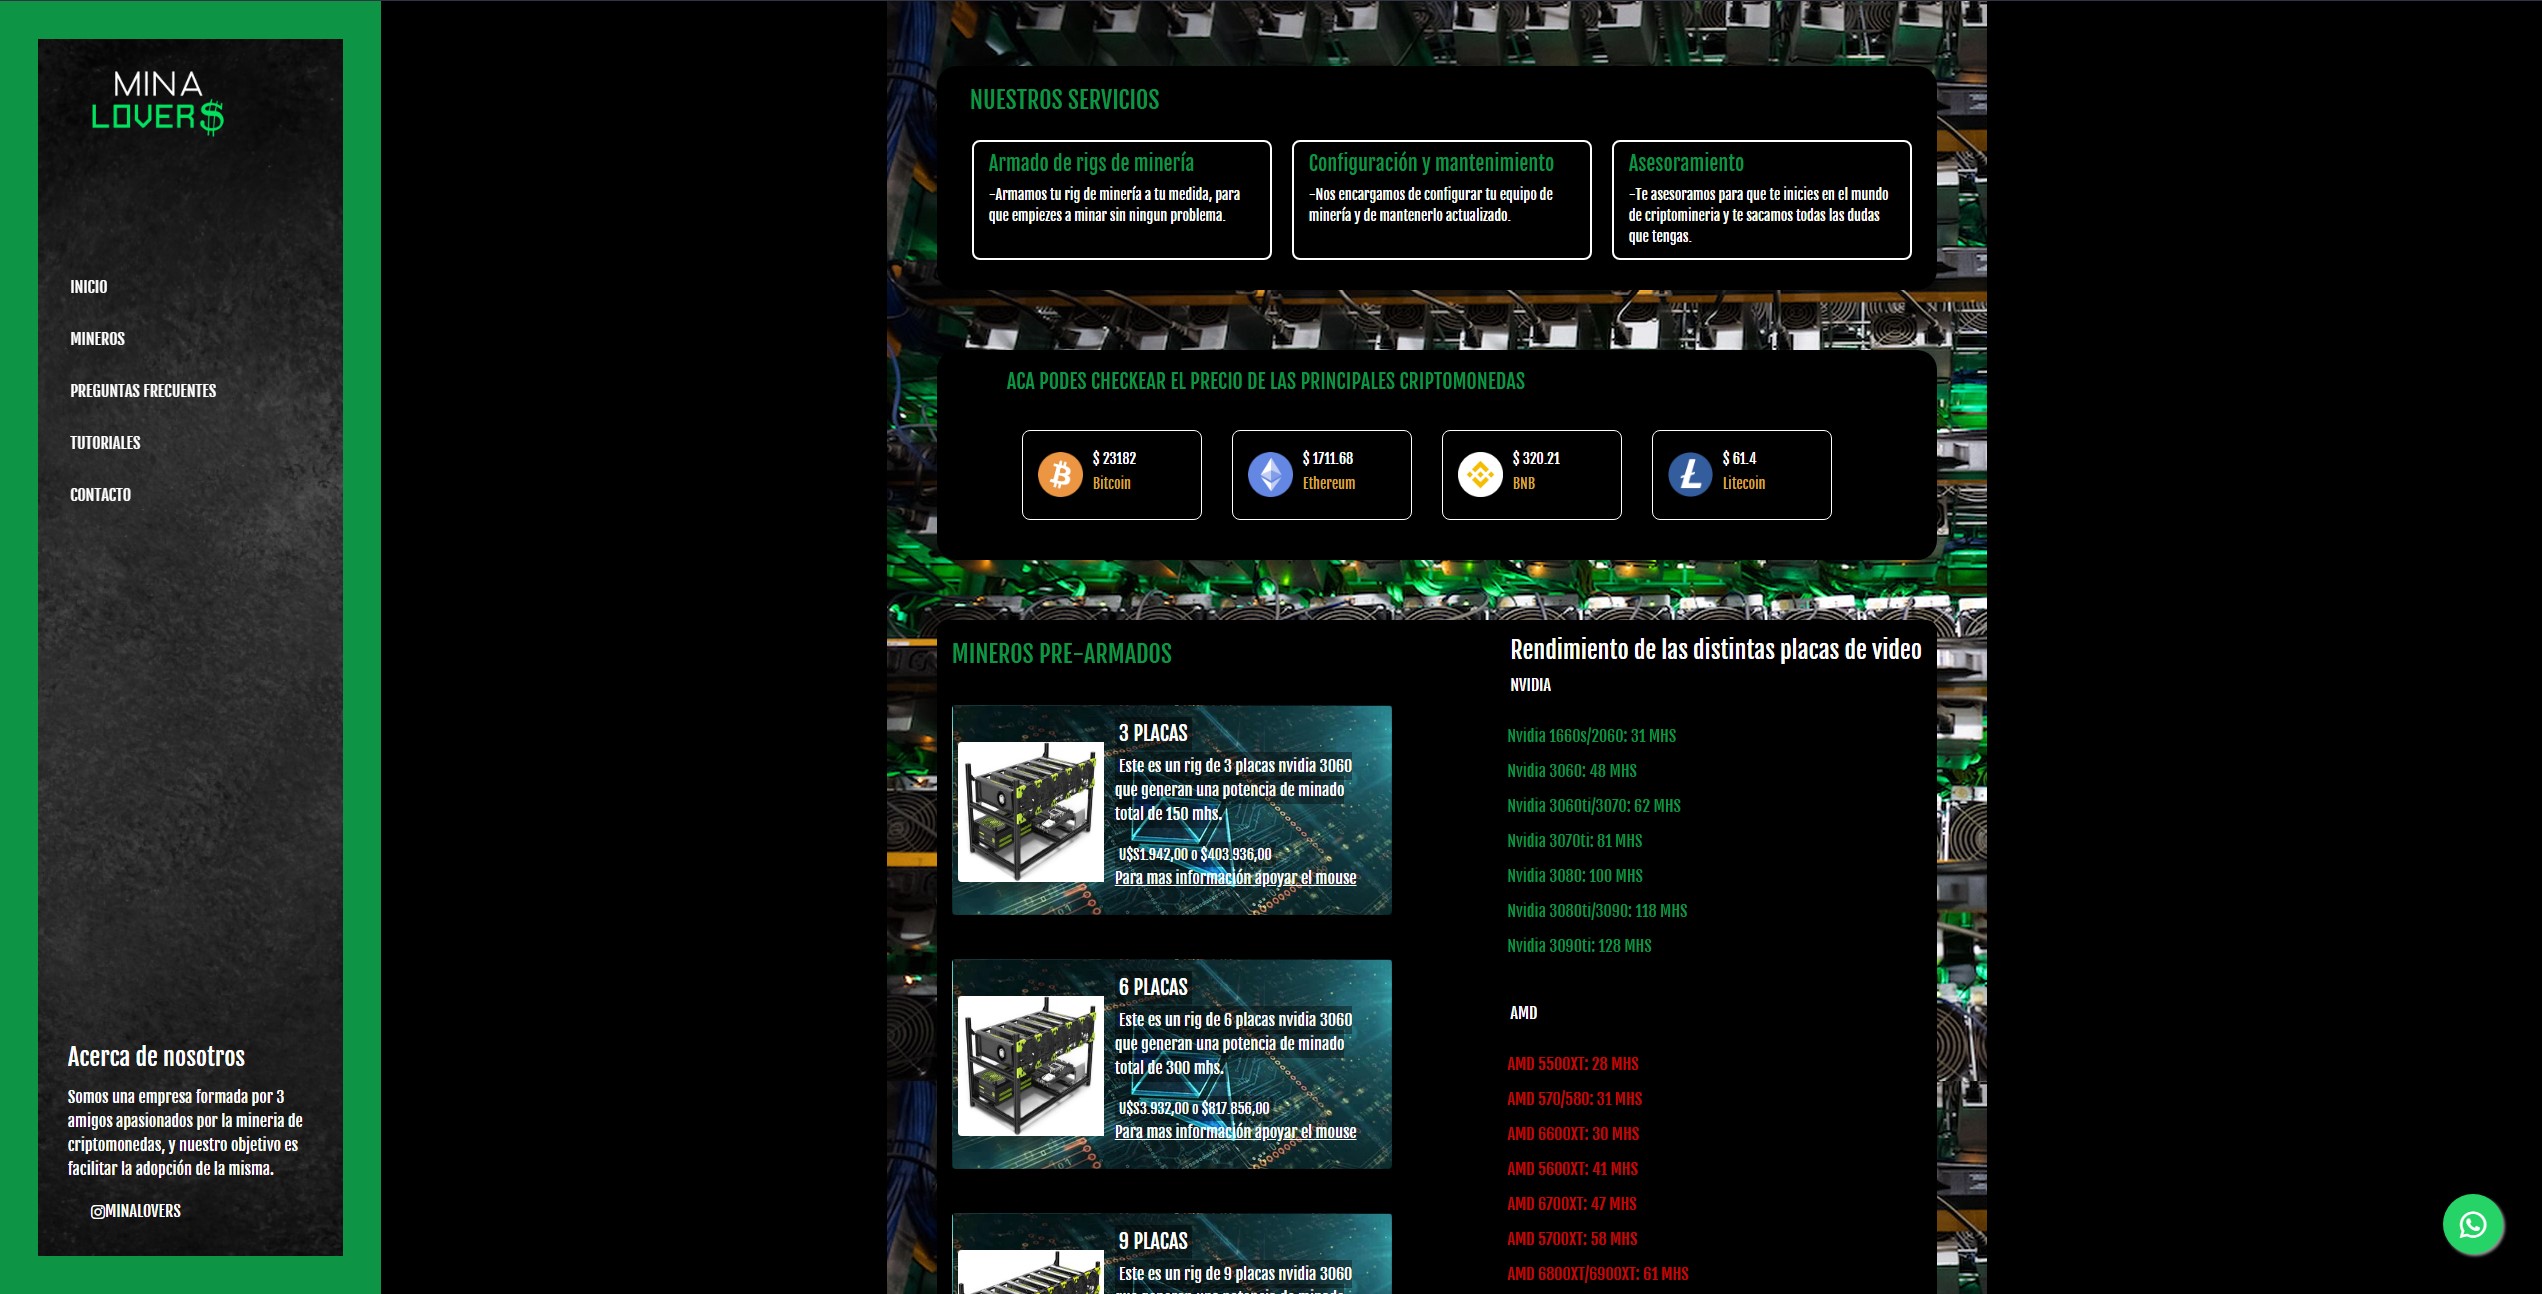 MINA
LOVER$
INICIO
MINEROS
PREGUNTAS FRECUENTES
TUTORIALES
CONTACTO
Acerca de nosotros
Somos una empresa formada por 3
amigos apasionados por la mineria de
criptomonedas, y nuestro objetivo es
facilitar la adopción de la misma.
MINALOVERS
NUESTROS SERVICIOS
Armado de rigs de minería
-Armamos tu rig de minería a tu medida, para
que empiezes a minar sin ningun problema.
Configuración y mantenimiento
-Nos encargamos de configurar tu equipo de
minería y de mantenerlo actualizado.
Asesoramiento
-Te asesoramos para que te inicies en el mundo
de criptomineria y te sacamos todas las dudas
que tengas.
ACA PODES CHECKEAR EL PRECIO DE LAS PRINCIPALES CRIPTOMONEDAS
$ 23182
Bitcoin
$ 1711.68
Ethereum
$ 320.21
BNB
$ 61.4
Litecoin
MINEROS PRE-ARMADOS
3 PLACAS
Este es un rig de 3 placas nvidia 3060
que generan una potencia de minado
total de 150 mhs.
U$S1.942,00 o $403.936,00
Para mas información apoyar el mouse
6 PLACAS
Este es un rig de 6 placas nvidia 3060
que generan una potencia de minado
total de 300 mhs.
U$S3.932,00 o $817.856,00
Para mas información apoyar el mouse
9 PLACAS
Este es un rig de 9 placas nvidia 3060
que generan una potencia de minado
Rendimiento de las distintas placas de video
NVIDIA
Nvidia 1660s/2060: 31 MHS
Nvidia 3060: 48 MHS
Nvidia 3060ti/3070: 62 MHS
Nvidia 3070ti: 81 MHS
Nvidia 3080: 100 MHS
Nvidia 3080ti/3090: 118 MHS
Nvidia 3090ti: 128 MHS
AMD
AMD 5500XT: 28 MHS
AMD 570/580: 31 MHS
AMD 6600XT: 30 MHS
AMD 5600XT: 41 MHS
AMD 6700XT: 47 MHS
AMD 5700XT: 58 MHS
AMD 6800XT/6900XT: 61 MHS